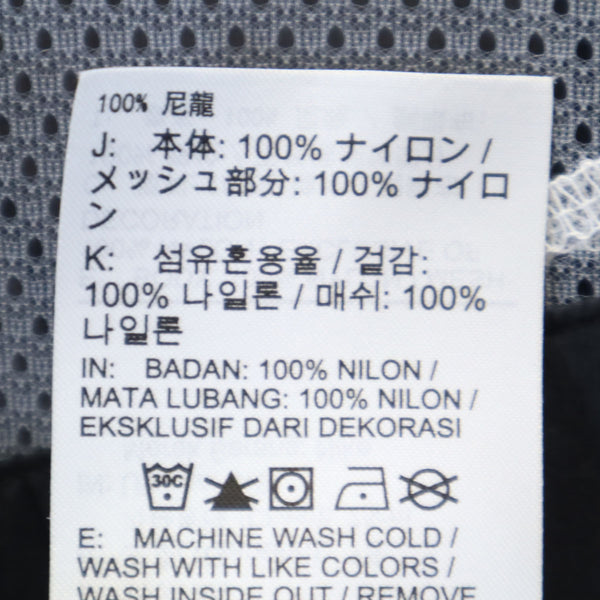 100% 尼龍
J: 本体: 100% ナイロン /
メッシュ部分: 100% ナイロ
ン
K: 섬유혼용율 / 겉감:
100% 나일론 / 매쉬: 100%
나일론
IN: BADAN: 100% NILON /
MATA LUBANG: 100% NILON /
EKSKLUSIF DARI DEKORASI
30C
E: MACHINE WASH COLD /
WASH WITH LIKE COLORS /
WASH INSIDE OUT / REMOVE